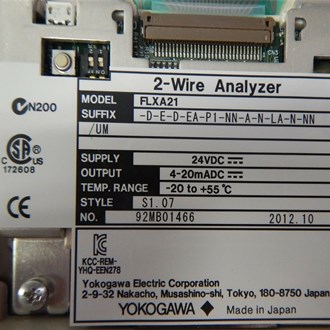 2-Wire Analyzer
MODEL FLXA21
SUFFIX -D-E-D-EA-P1-NN-A-N-LA-N-NN
/UM
N200
SUPPLY 24VDC
OUTPUT 4-20mADC
TEMP. RANGE -20 to +55℃
STYLE S1.07
NO. 92MB01466 2012.10
172608
KCC-REM-
YHQ-EEN278
Yokogawa Electric Corporation
2-9-32 Nakacho, Musashino-shi, Tokyo, 180-8750 Japan
YOKOGAWA Made in Japan